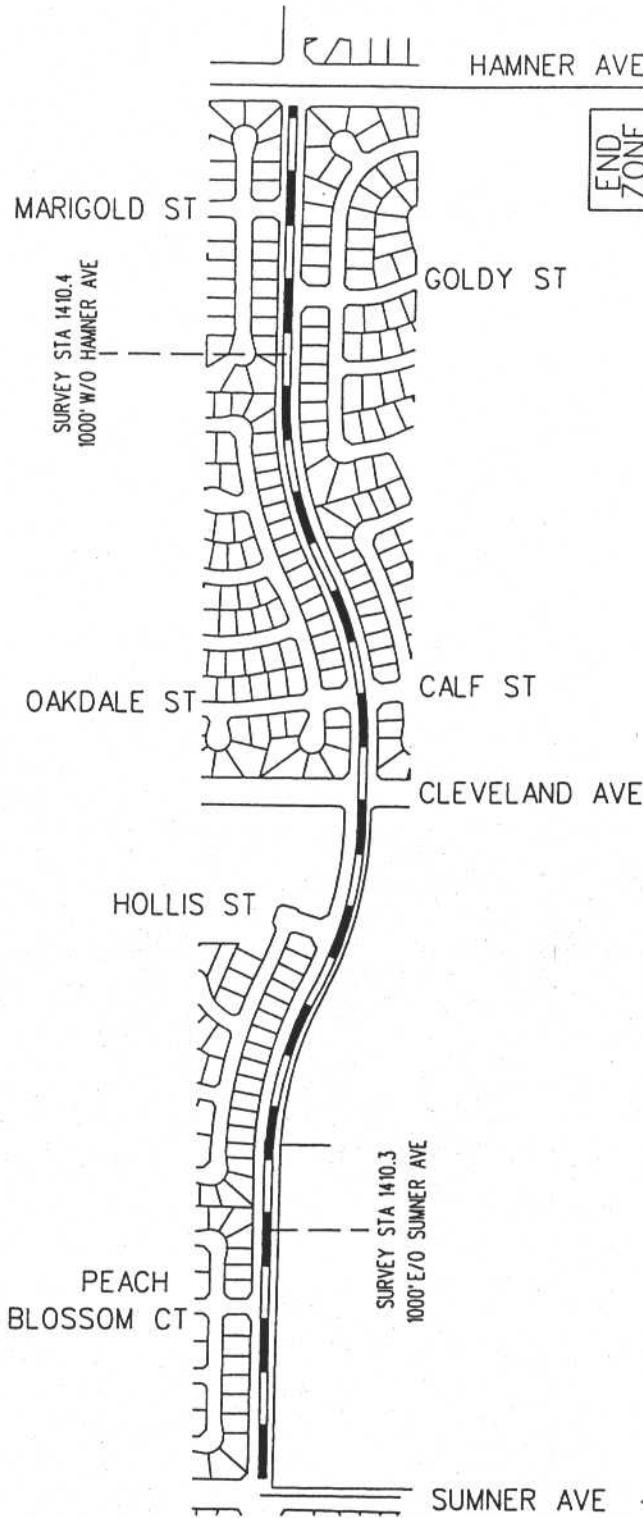 HAMNER AVE
END
ZONE
MARIGOLD ST
GOLDY ST
SURVEY STA 1410.4
1000' W/O HAMNER AVE
OAKDALE ST
CALF ST
CLEVELAND AVE
HOLLIS ST
SURVEY STA 1410.3
1000' E/O SUMNER AVE
PEACH
BLOSSOM CT
SUMNER AVE